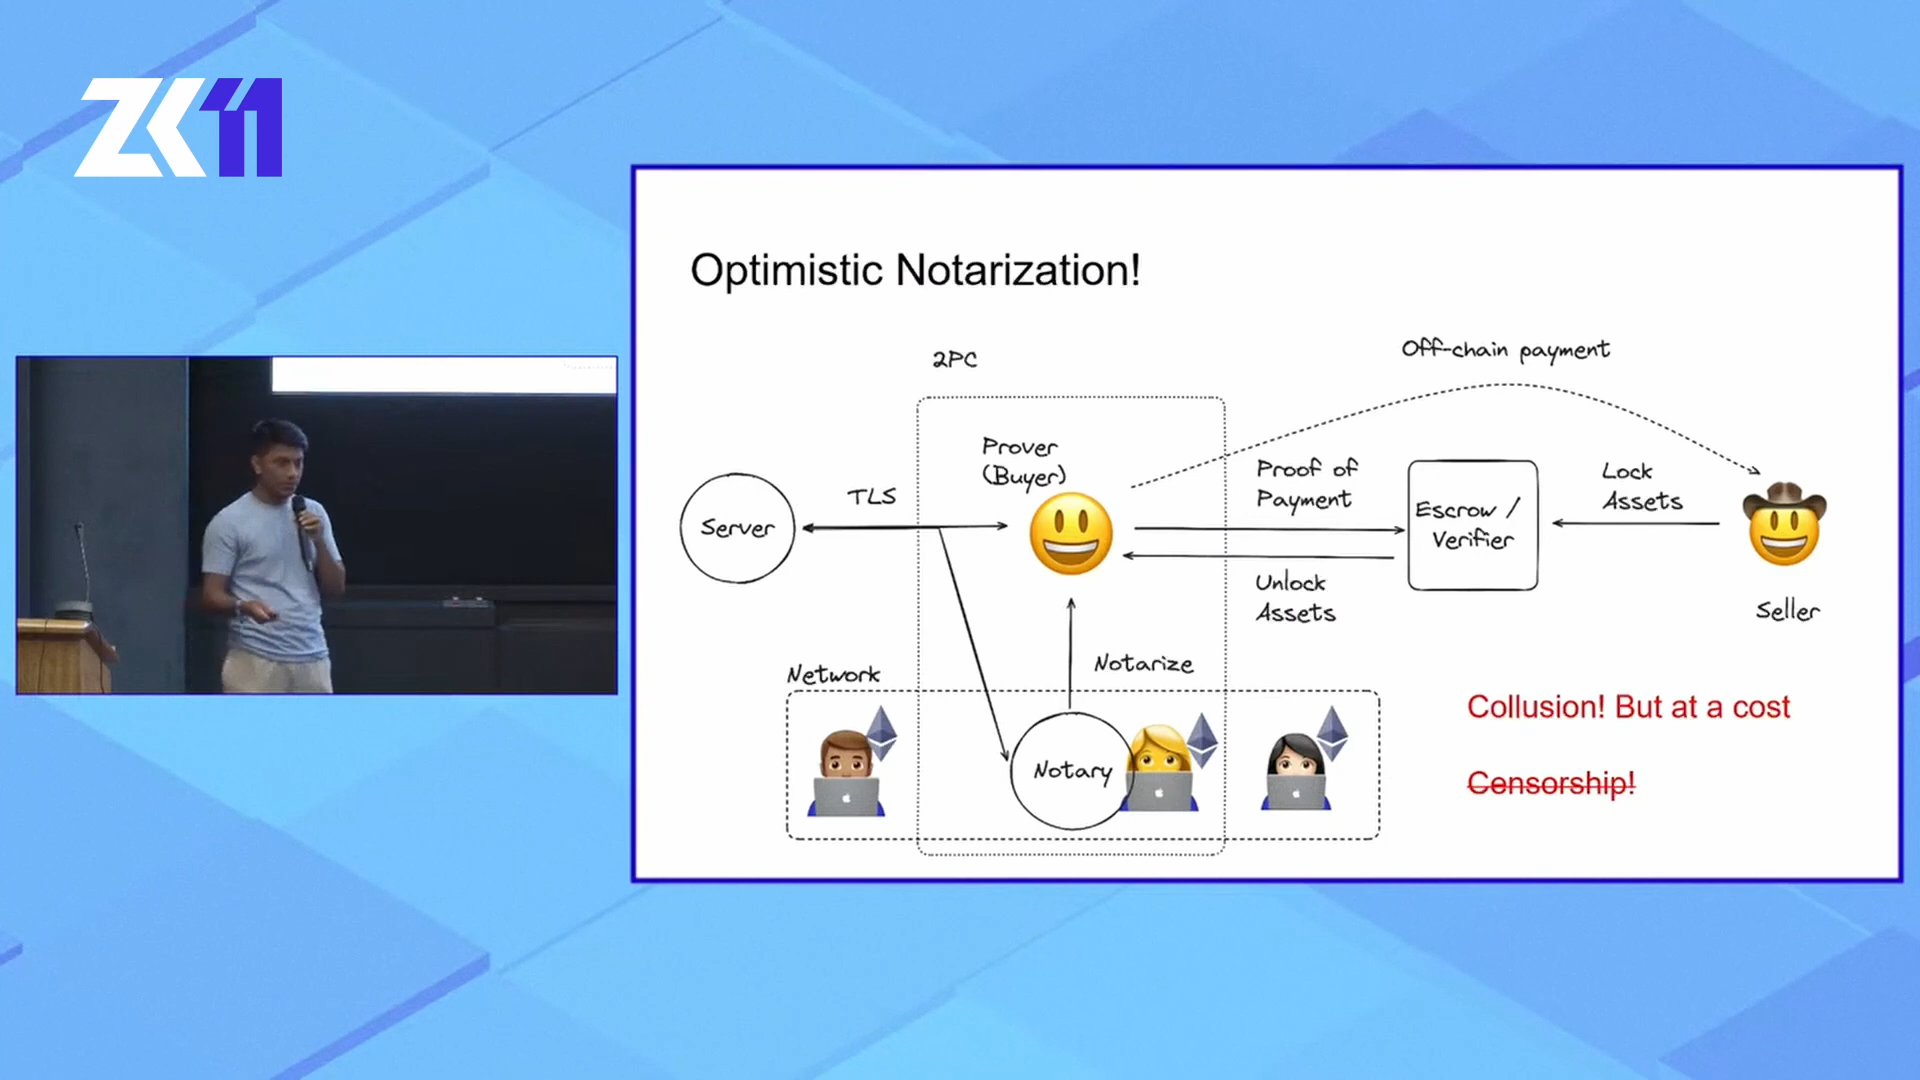 ZK11
Optimistic Notarization!
2PC
Off-chain payment
Prover
(Buyer)
Proof of
Payment
Lock
Assets
TLS
Server
Escrow /
Verifier
Unlock
Assets
Seller
Notarize
Network
Notary
Collusion! But at a cost
Censorship!